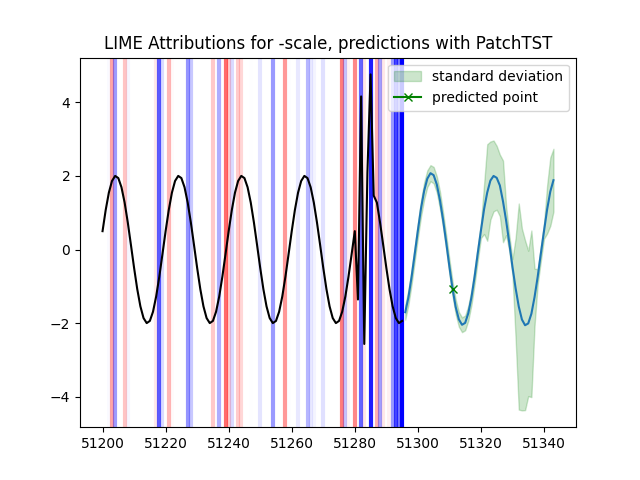 LIME Attributions for -scale, predictions with PatchTST
standard deviation
predicted point
4
2
0
−2
−4
51200 51220 51240 51260 51280 51300 51320 51340